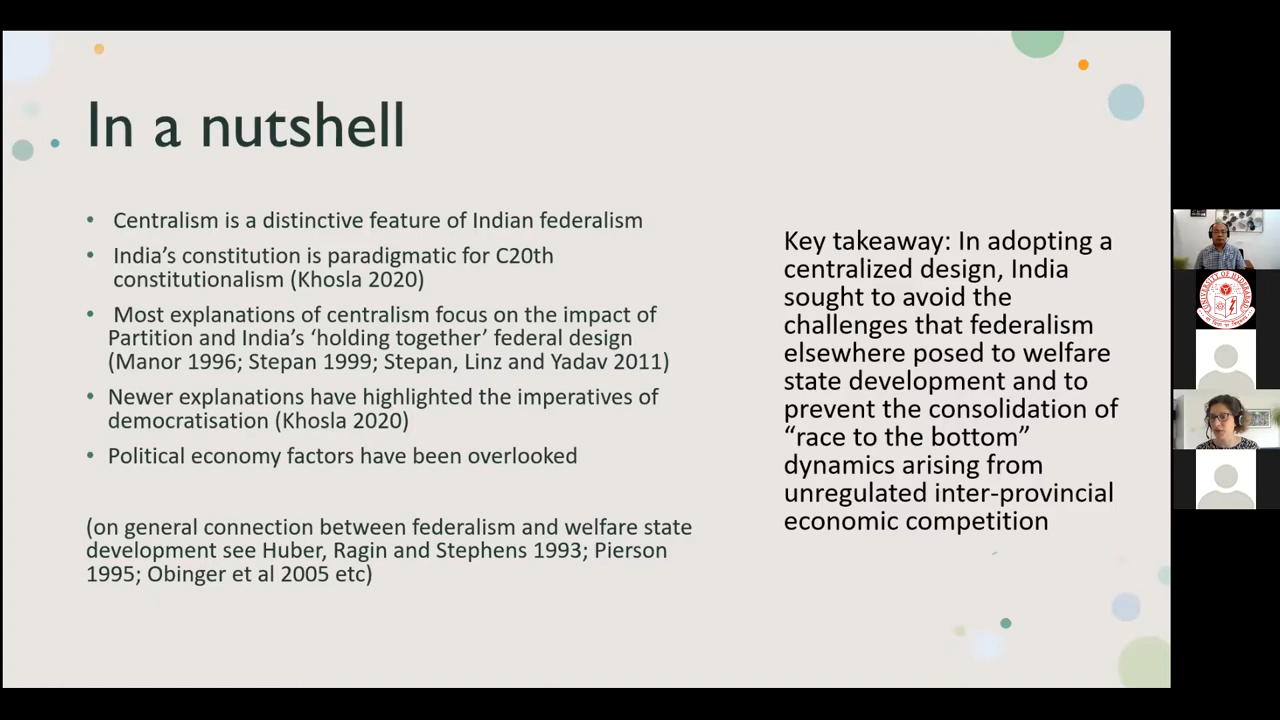 In a nutshell
• Centralism is a distinctive feature of Indian federalism
• India’s constitution is paradigmatic for C20th
constitutionalism (Khosla 2020)
• Most explanations of centralism focus on the impact of
Partition and India’s ‘holding together’ federal design
(Manor 1996; Stepan 1999; Stepan, Linz and Yadav 2011)
• Newer explanations have highlighted the imperatives of
democratisation (Khosla 2020)
• Political economy factors have been overlooked
(on general connection between federalism and welfare state
development see Huber, Ragin and Stephens 1993; Pierson
1995; Obinger et al 2005 etc)
Key takeaway: In adopting a
centralized design, India
sought to avoid the
challenges that federalism
elsewhere posed to welfare
state development and to
prevent the consolidation of
“race to the bottom”
dynamics arising from
unregulated inter-provincial
economic competition
UNIVERSITY OF HYDERABAD